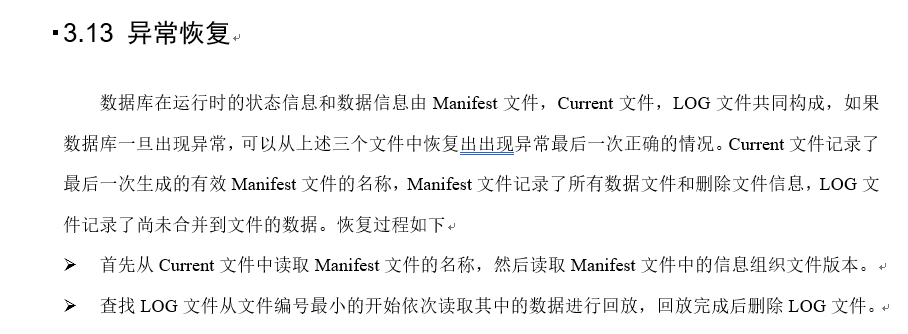 3.13 异常恢复
数据库在运行时的状态信息和数据信息由 Manifest 文件，Current 文件，LOG 文件共同构成，如果
数据库一旦出现异常，可以从上述三个文件中恢复出出现异常最后一次正确的情况。Current 文件记录了
最后一次生成的有效 Manifest 文件的名称，Manifest 文件记录了所有数据文件和删除文件信息，LOG 文
件记录了尚未合并到文件的数据。恢复过程如下
➢ 首先从 Current 文件中读取 Manifest 文件的名称，然后读取 Manifest 文件中的信息组织文件版本。
➢ 查找 LOG 文件从文件编号最小的开始依次读取其中的数据进行回放，回放完成后删除 LOG 文件。